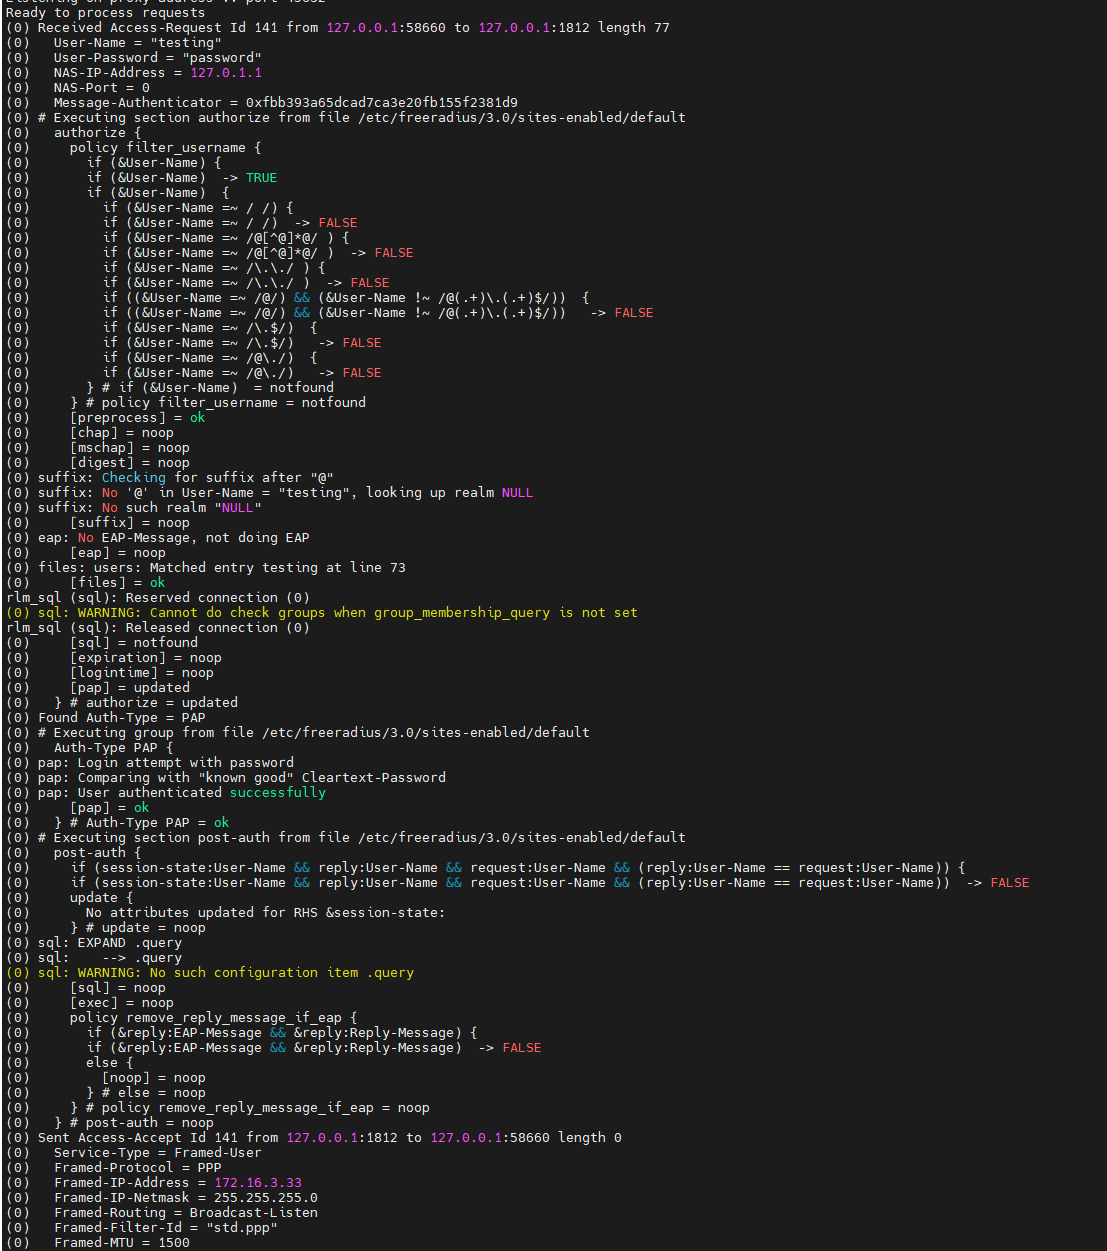 Ready to process requests
(0) Received Access-Request Id 141 from 127.0.0.1:58660 to 127.0.0.1:1812 length 77
(0)   User-Name = "testing"
(0)   User-Password = "password"
(0)   NAS-IP-Address = 127.0.1.1
(0)   NAS-Port = 0
(0)   Message-Authenticator = 0xfbb393a65dcad7ca3e20fb155f2381d9
(0) # Executing section authorize from file /etc/freeradius/3.0/sites-enabled/default
(0)   authorize {
(0)     policy filter_username {
(0)       if (&User-Name) {
(0)       if (&User-Name)  -> TRUE
(0)       if (&User-Name)  {
(0)         if (&User-Name =~ / /) {
(0)         if (&User-Name =~ / /)  -> FALSE
(0)         if (&User-Name =~ /@[^@]*@/ ) {
(0)         if (&User-Name =~ /@[^@]*@/ )  -> FALSE
(0)         if (&User-Name =~ /\.\./ ) {
(0)         if (&User-Name =~ /\.\./ )  -> FALSE
(0)         if ((&User-Name =~ /@/) && (&User-Name !~ /@(.+)\.(.+)$/))  {
(0)         if ((&User-Name =~ /@/) && (&User-Name !~ /@(.+)\.(.+)$/))   -> FALSE
(0)         if (&User-Name =~ /\.$/)  {
(0)         if (&User-Name =~ /\.$/)   -> FALSE
(0)         if (&User-Name =~ /@\./)  {
(0)         if (&User-Name =~ /@\./)   -> FALSE
(0)       } # if (&User-Name)  = notfound
(0)     } # policy filter_username = notfound
(0)     [preprocess] = ok
(0)     [chap] = noop
(0)     [mschap] = noop
(0)     [digest] = noop
(0) suffix: Checking for suffix after "@"
(0) suffix: No '@' in User-Name = "testing", looking up realm NULL
(0) suffix: No such realm "NULL"
(0)     [suffix] = noop
(0) eap: No EAP-Message, not doing EAP
(0)     [eap] = noop
(0) files: users: Matched entry testing at line 73
(0)     [files] = ok
rlm_sql (sql): Reserved connection (0)
(0) sql: WARNING: Cannot do check groups when group_membership_query is not set
rlm_sql (sql): Released connection (0)
(0)     [sql] = notfound
(0)     [expiration] = noop
(0)     [logintime] = noop
(0)     [pap] = updated
(0)   } # authorize = updated
(0) Found Auth-Type = PAP
(0) # Executing group from file /etc/freeradius/3.0/sites-enabled/default
(0)   Auth-Type PAP {
(0) pap: Login attempt with password
(0) pap: Comparing with "known good" Cleartext-Password
(0) pap: User authenticated successfully
(0)     [pap] = ok
(0)   } # Auth-Type PAP = ok
(0) # Executing section post-auth from file /etc/freeradius/3.0/sites-enabled/default
(0)   post-auth {
(0)     if (session-state:User-Name && reply:User-Name && request:User-Name && (reply:User-Name == request:User-Name)) {
(0)     if (session-state:User-Name && reply:User-Name && request:User-Name && (reply:User-Name == request:User-Name))  -> FALSE
(0)     update {
(0)       No attributes updated for RHS &session-state:
(0)     } # update = noop
(0) sql: EXPAND .query
(0) sql:    --> .query
(0) sql: WARNING: No such configuration item .query
(0)     [sql] = noop
(0)     [exec] = noop
(0)     policy remove_reply_message_if_eap {
(0)       if (&reply:EAP-Message && &reply:Reply-Message) {
(0)       if (&reply:EAP-Message && &reply:Reply-Message)  -> FALSE
(0)       else {
(0)         [noop] = noop
(0)       } # else = noop
(0)     } # policy remove_reply_message_if_eap = noop
(0)   } # post-auth = noop
(0) Sent Access-Accept Id 141 from 127.0.0.1:1812 to 127.0.0.1:58660 length 0
(0)   Service-Type = Framed-User
(0)   Framed-Protocol = PPP
(0)   Framed-IP-Address = 172.16.3.33
(0)   Framed-IP-Netmask = 255.255.255.0
(0)   Framed-Routing = Broadcast-Listen
(0)   Framed-Filter-Id = "std.ppp"
(0)   Framed-MTU = 1500